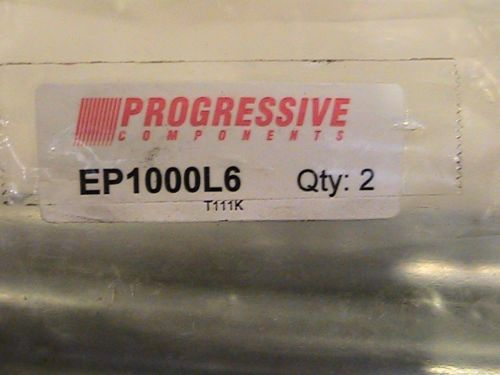 PROGRESSIVE
COMPONENTS
EP1000L6 Qty: 2
T111K